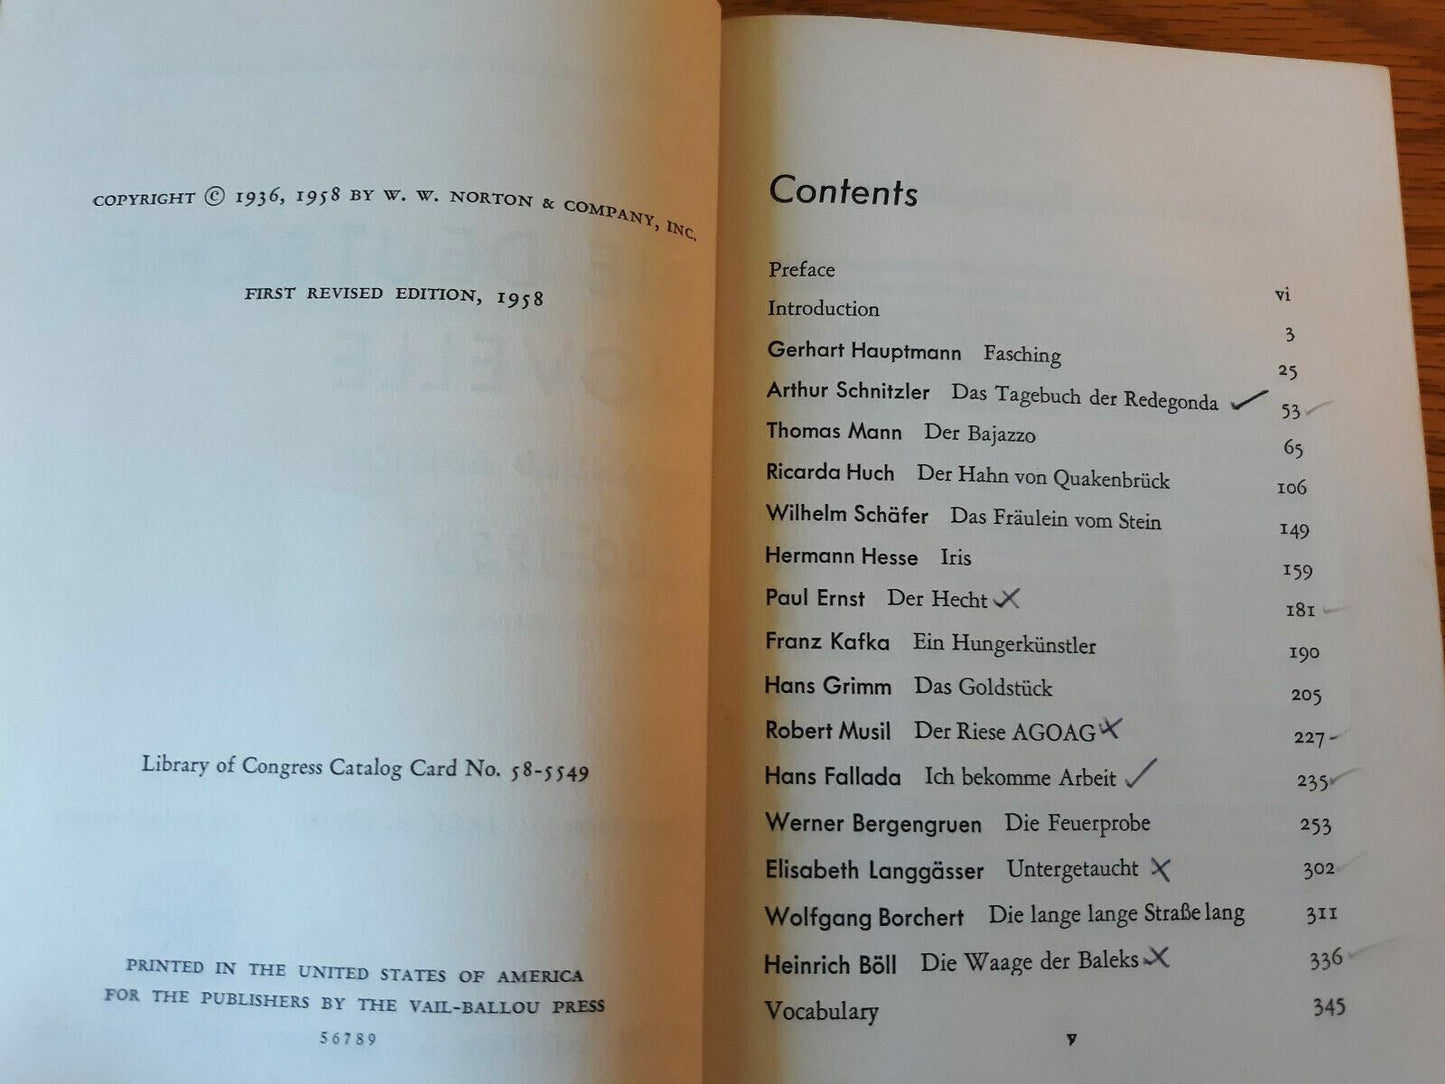 COPYRIGHT © 1936, 1958 BY W. W. NORTON & COMPANY, INC.
FIRST REVISED EDITION, 1958
Library of Congress Catalog Card No. 58-5549
PRINTED IN THE UNITED STATES OF AMERICA
FOR THE PUBLISHERS BY THE VAIL-BALLOU PRESS
56789
Contents
Preface vi
Introduction 3
Gerhart Hauptmann Fasching 25
Arthur Schnitzler Das Tagebuch der Redegonda 53
Thomas Mann Der Bajazzo 65
Ricarda Huch Der Hahn von Quakenbrück 106
Wilhelm Schäfer Das Fräulein vom Stein 149
Hermann Hesse Iris 159
Paul Ernst Der Hecht 181
Franz Kafka Ein Hungerkünstler 190
Hans Grimm Das Goldstück 205
Robert Musil Der Riese AGOAG 227
Hans Fallada Ich bekomme Arbeit 235
Werner Bergengruen Die Feuerprobe 253
Elisabeth Langgässer Untergetaucht 302
Wolfgang Borchert Die lange lange Straße lang 311
Heinrich Böll Die Waage der Baleks 336
Vocabulary 345
v